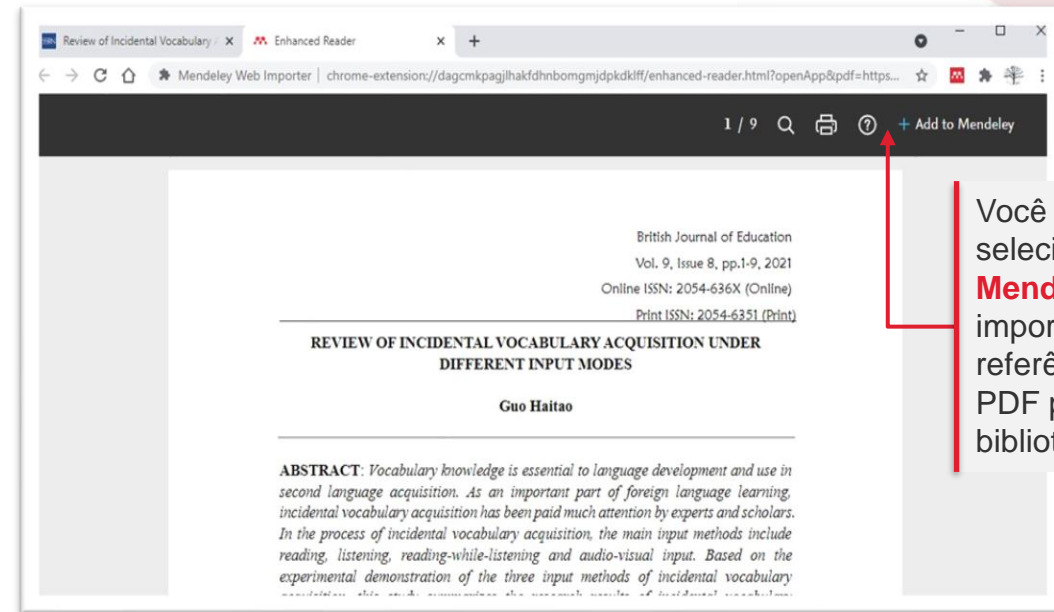 Review of Incidental Vocabulary
Enhanced Reader
Mendeley Web Importer | chrome-extension://dagcmkpagjlhakfdhnbomgmjdpkdklff/enhanced-reader.html?openApp&pdf=https...
1 / 9
+ Add to Mendeley
British Journal of Education
Vol. 9, Issue 8, pp.1-9, 2021
Online ISSN: 2054-636X (Online)
Print ISSN: 2054-6351 (Print)
REVIEW OF INCIDENTAL VOCABULARY ACQUISITION UNDER
DIFFERENT INPUT MODES
Guo Haitao
ABSTRACT: Vocabulary knowledge is essential to language development and use in
second language acquisition. As an important part of foreign language learning,
incidental vocabulary acquisition has been paid much attention by experts and scholars.
In the process of incidental vocabulary acquisition, the main input methods include
reading, listening, reading-while-listening and audio-visual input. Based on the
experimental demonstration of the three input methods of incidental vocabulary
Você